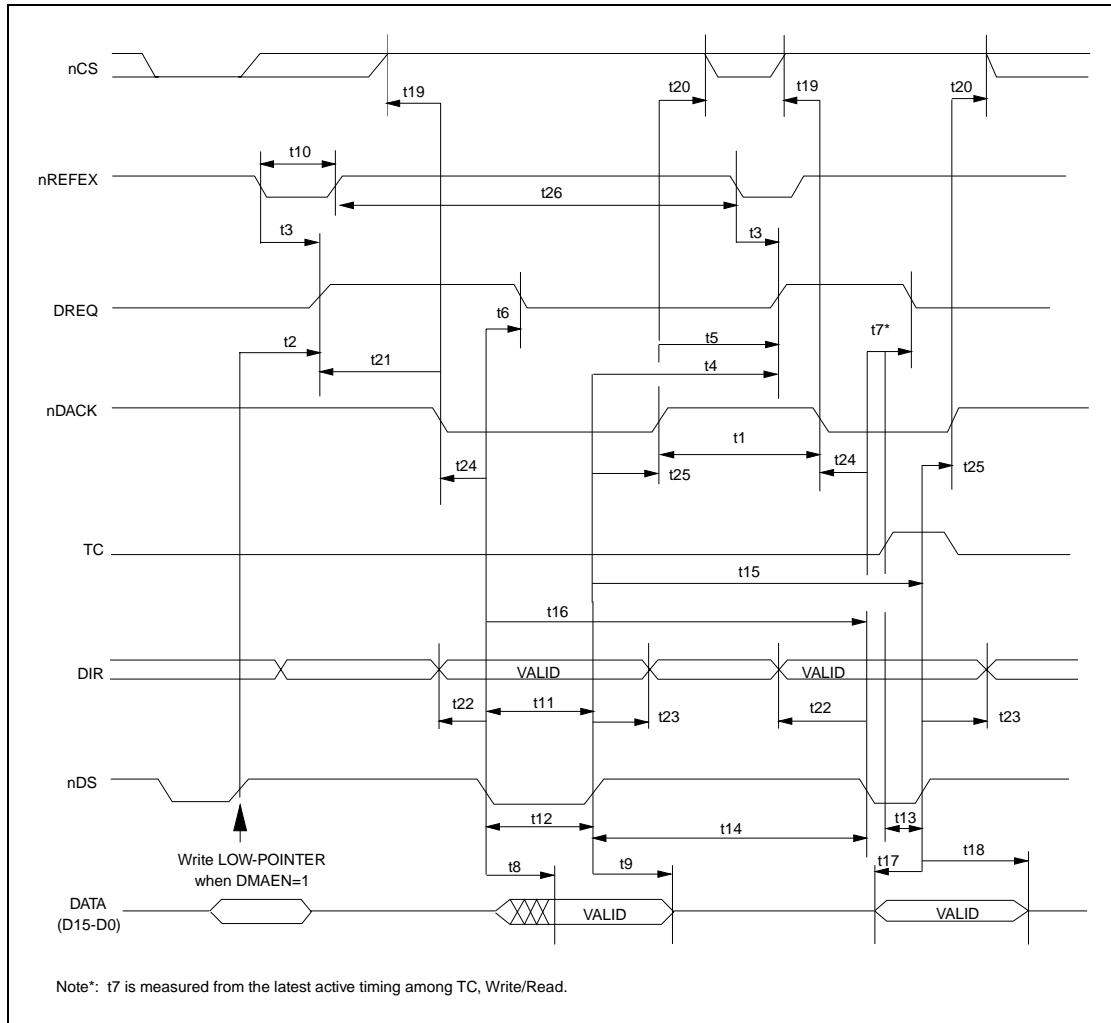 nCS
t19
t20
t19
t20
t10
nREFEX
t26
t3
t3
DREQ
t6
t7*
t2
t5
t21
t4
nDACK
t1
t24
t25
t24
t25
TC
t15
t16
DIR
VALID
VALID
t22
t11
t23
t22
t23
nDS
t12
t14
t13
Write LOW-POINTER
when DMAEN=1
t8
t9
t17
t18
DATA
(D15-D0)
VALID
VALID
Note*: t7 is measured from the latest active timing among TC, Write/Read.